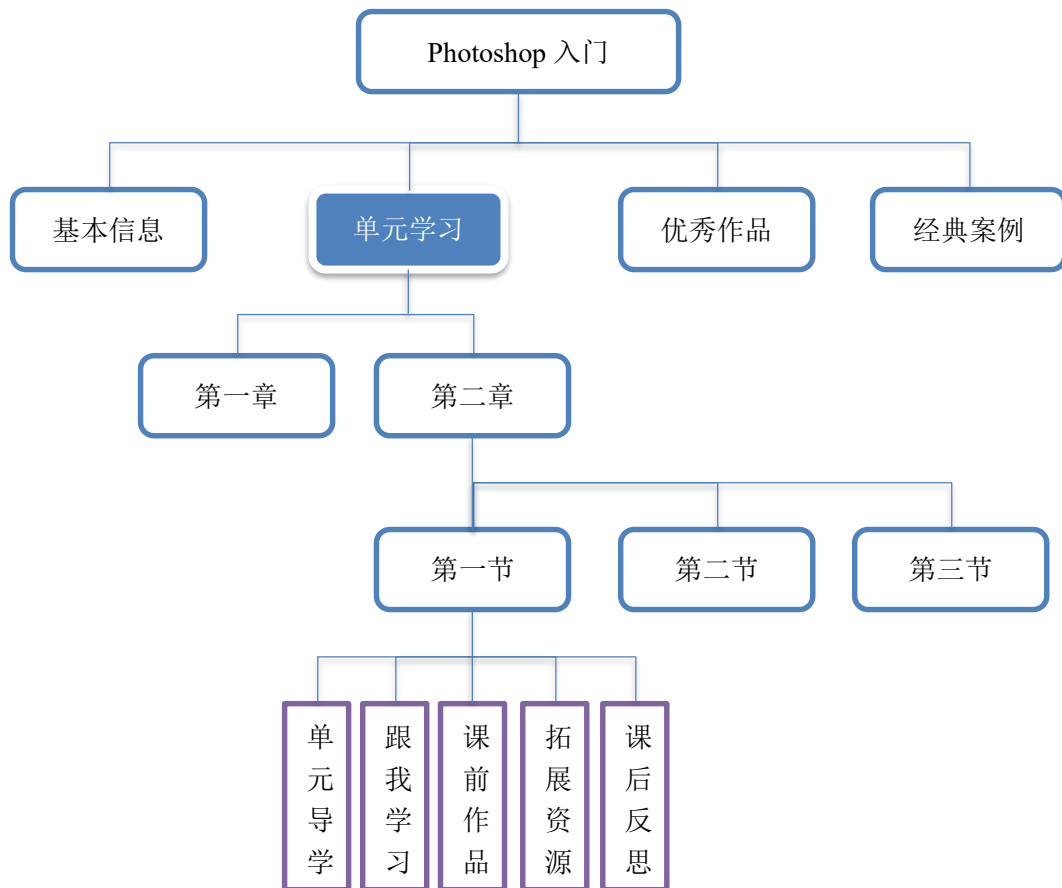 Photoshop 入门
基本信息
单元学习
优秀作品
经典案例
第一章
第二章
第一节
第二节
第三节
单元导学
跟我学习
课前作品
拓展资源
课后反思